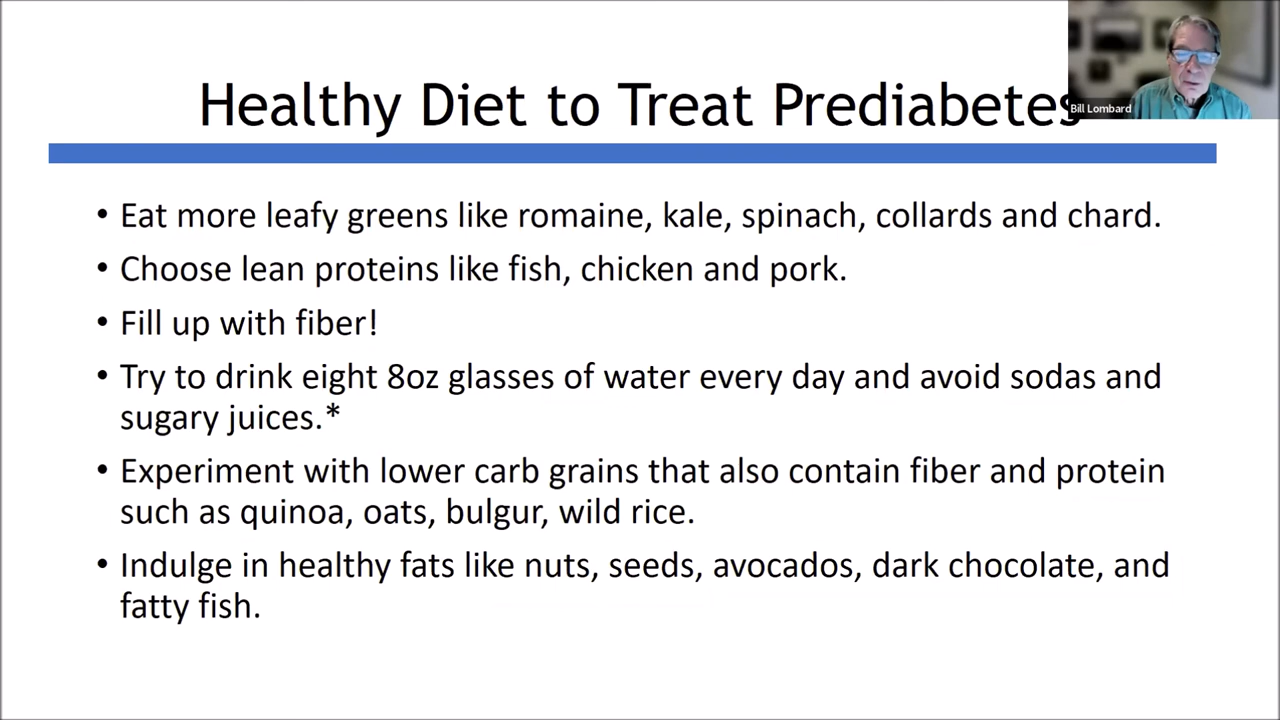 Healthy Diet to Treat Prediabetes
Bill Lombard
• Eat more leafy greens like romaine, kale, spinach, collards and chard.
• Choose lean proteins like fish, chicken and pork.
• Fill up with fiber!
• Try to drink eight 8oz glasses of water every day and avoid sodas and
sugary juices.*
• Experiment with lower carb grains that also contain fiber and protein
such as quinoa, oats, bulgur, wild rice.
• Indulge in healthy fats like nuts, seeds, avocados, dark chocolate, and
fatty fish.